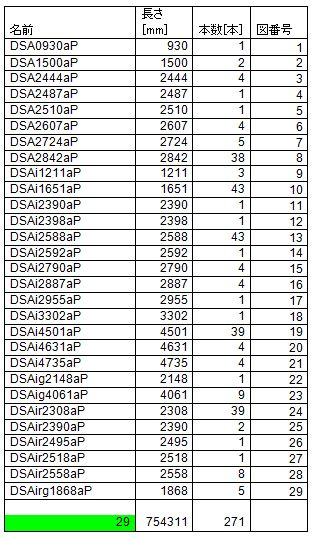 名前 長さ [mm] 本数[本] 図番号
DSA0930aP 930 1 1
DSA1500aP 1500 2 2
DSA2444aP 2444 4 3
DSA2487aP 2487 1 4
DSA2510aP 2510 1 5
DSA2607aP 2607 4 6
DSA2724aP 2724 5 7
DSA2842aP 2842 38 8
DSAi1211aP 1211 3 9
DSAi1651aP 1651 43 10
DSAi2390aP 2390 1 11
DSAi2398aP 2398 1 12
DSAi2588aP 2588 43 13
DSAi2592aP 2592 1 14
DSAi2790aP 2790 4 15
DSAi2887aP 2887 4 16
DSAi2955aP 2955 1 17
DSAi3302aP 3302 1 18
DSAi4501aP 4501 39 19
DSAi4631aP 4631 4 20
DSAi4735aP 4735 4 21
DSAig2148aP 2148 1 22
DSAig4061aP 4061 9 23
DSAir2308aP 2308 39 24
DSAir2390aP 2390 2 25
DSAir2495aP 2495 1 26
DSAir2518aP 2518 1 27
DSAir2558aP 2558 8 28
DSAirg1868aP 1868 5 29
29 754311 271